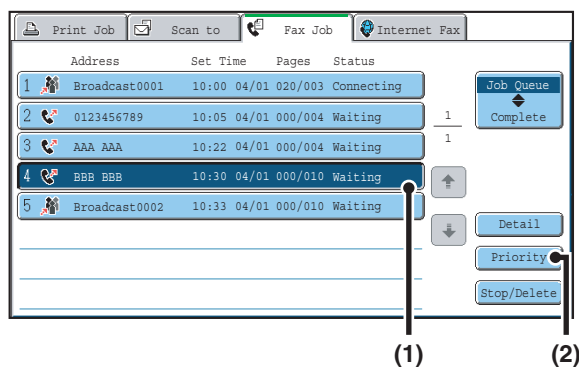 Print Job Scan to Fax Job Internet Fax
Address Set Time Pages Status
1 Broadcast0001 10:00 04/01 020/003 Connecting
2 0123456789 10:05 04/01 000/004 Waiting
3 AAA AAA 10:22 04/01 000/004 Waiting
4 BBB BBB 10:30 04/01 000/010 Waiting
5 Broadcast0002 10:33 04/01 000/010 Waiting
1
1
Job Queue
Complete
Detail
Priority
Stop/Delete
(1) (2)